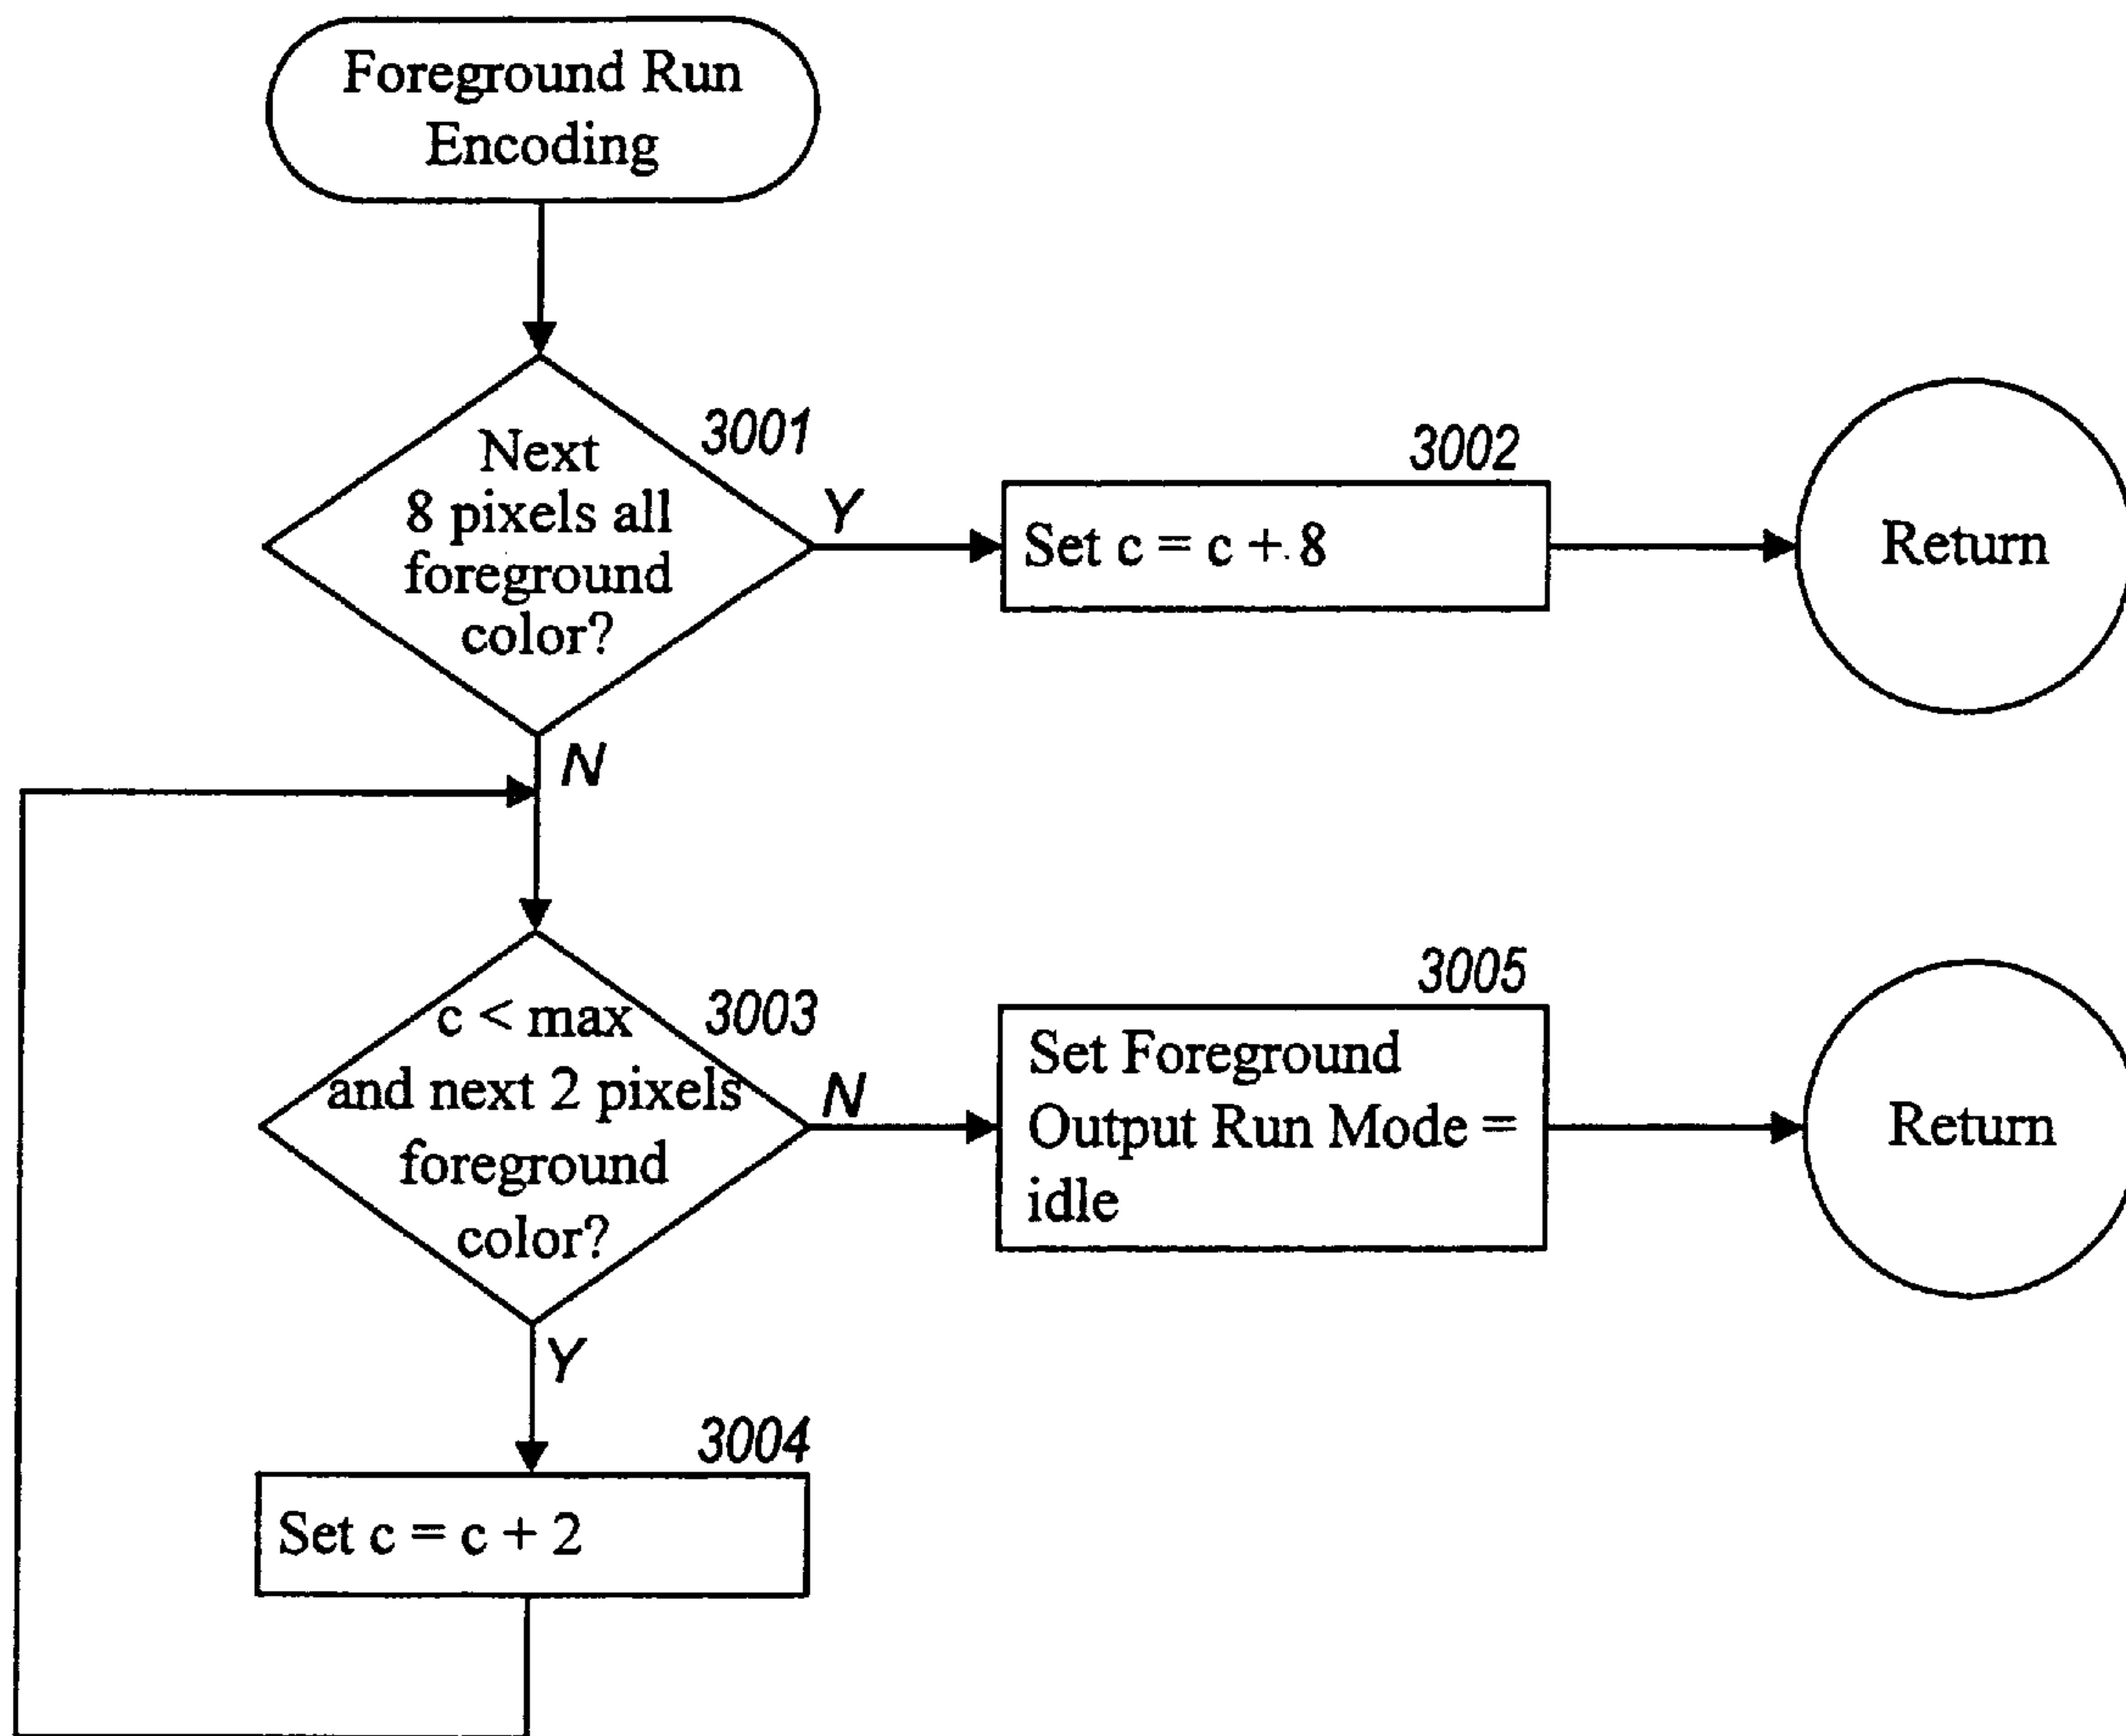 Foreground Run
Encoding
3001
Next
8 pixels all
foreground
color?
Y
3002
Set c = c + 8
Return
N
3003
c < max
and next 2 pixels
foreground
color?
N
3005
Set Foreground
Output Run Mode =
idle
Return
Y
3004
Set c = c + 2